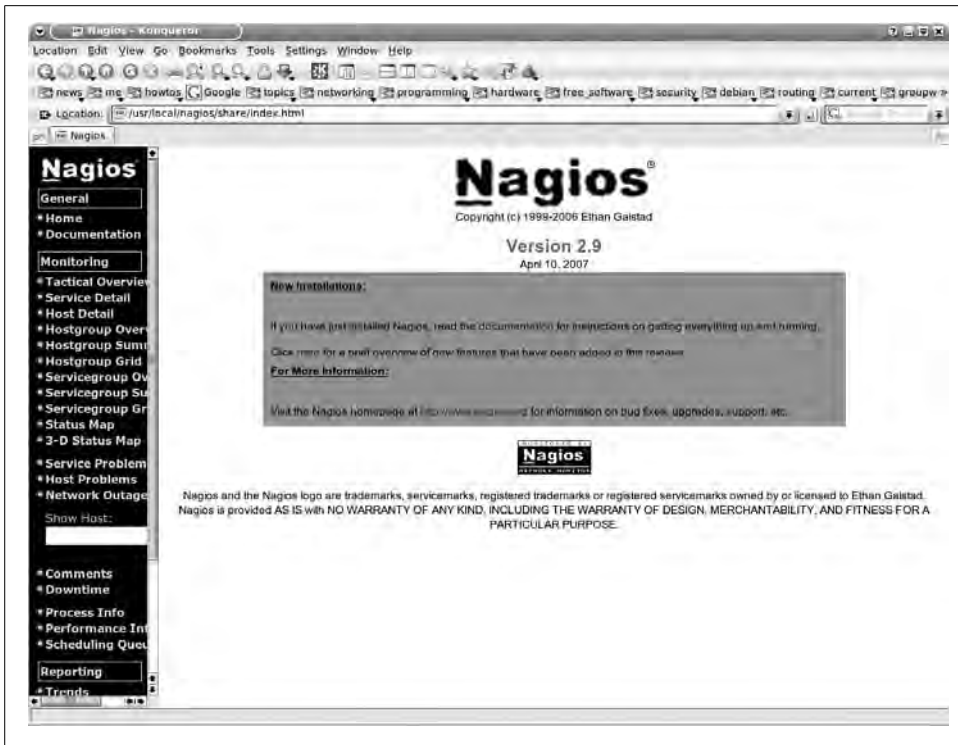 Nagios - Konqueror
Location Edit View Go Bookmarks Tools Settings Window Help
news me howtos Google topics networking programming hardware free_software security debian routing current groupw
Location: /usr/local/nagios/share/index.html
Nagios
Nagios
General
Home
Documentation
Monitoring
Tactical Overview
Service Detail
Host Detail
Hostgroup Over
Hostgroup Summ
Hostgroup Grid
Servicegroup Ov
Servicegroup Su
Servicegroup Gr
Status Map
3-D Status Map
Service Problem
Host Problems
Network Outage
Show Host:
Comments
Downtime
Process Info
Performance Inf
Scheduling Queu
Reporting
Trends
Nagios®
Copyright (c) 1999-2006 Ethan Galstad
Version 2.9
April 10, 2007
New Installations:
If you have just installed Nagios, read the documentation for instructions on getting everything up and running.
Click here for a brief overview of new features that have been added in this release
For More Information:
Visit the Nagios homepage at for information on bug fixes, upgrades, support, etc.
Nagios
Nagios and the Nagios logo are trademarks, servicemarks, registered trademarks or registered servicemarks owned by or licensed to Ethan Galstad.
Nagios is provided AS IS with NO WARRANTY OF ANY KIND, INCLUDING THE WARRANTY OF DESIGN, MERCHANTABILITY, AND FITNESS FOR A
PARTICULAR PURPOSE.